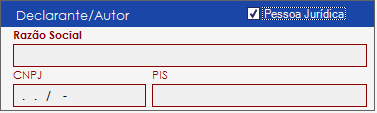 Declarante/Autor Pessoa Jurídica
Razão Social
CNPJ PIS
. . / -